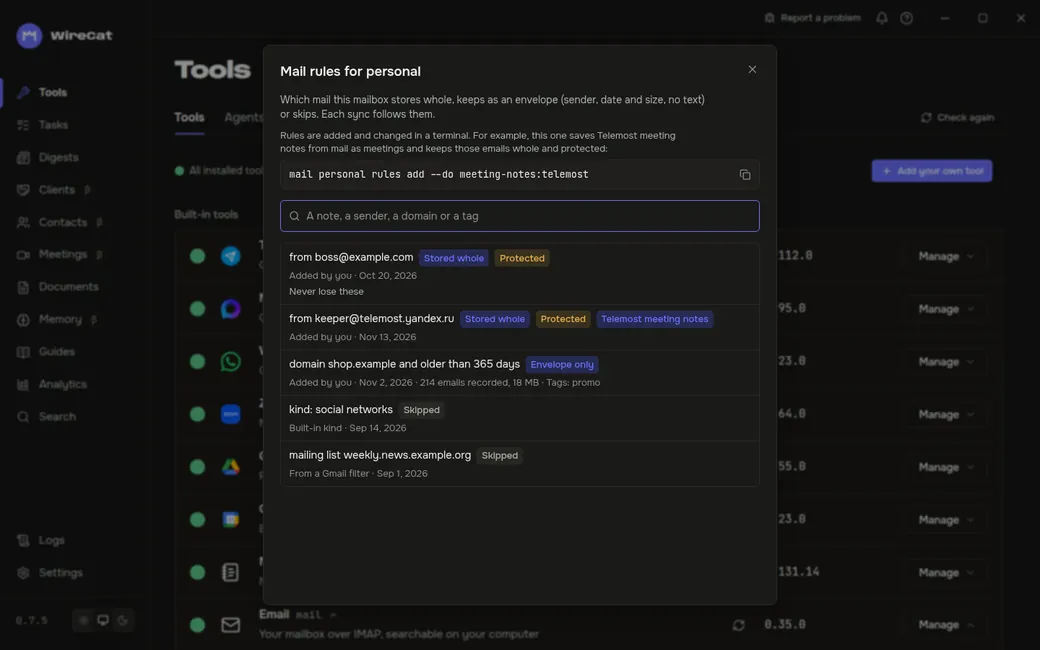 wirecat
Report a problem
Tools
Tasks
Digests
Clients β
Contacts β
Meetings β
Documents
Memory β
Guides
Analytics
Search
Logs
Settings
0.7.5
Tools
Tools
Agents
Check again
All installed tool
Add your own tool
Built-in tools
Mail rules for personal
Which mail this mailbox stores whole, keeps as an envelope (sender, date and size, no text)
or skips. Each sync follows them.
Rules are added and changed in a terminal. For example, this one saves Telemost meeting
notes from mail as meetings and keeps those emails whole and protected:
mail personal rules add --do meeting-notes:telemost
A note, a sender, a domain or a tag
from boss@example.com Stored whole Protected
Added by you · Oct 20, 2026
Never lose these
from keeper@telemost.yandex.ru Stored whole Protected Telemost meeting notes
Added by you · Nov 13, 2026
domain shop.example and older than 365 days Envelope only
Added by you · Nov 2, 2026 · 214 emails recorded, 18 MB · Tags: promo
kind: social networks Skipped
Built-in kind · Sep 14, 2026
mailing list weekly.news.example.org Skipped
From a Gmail filter · Sep 1, 2026
112.0 Manage
95.0 Manage
23.0 Manage
64.0 Manage
55.0 Manage
23.0 Manage
131.14 Manage
Email mail
Your mailbox over IMAP, searchable on your computer
0.35.0 Manage